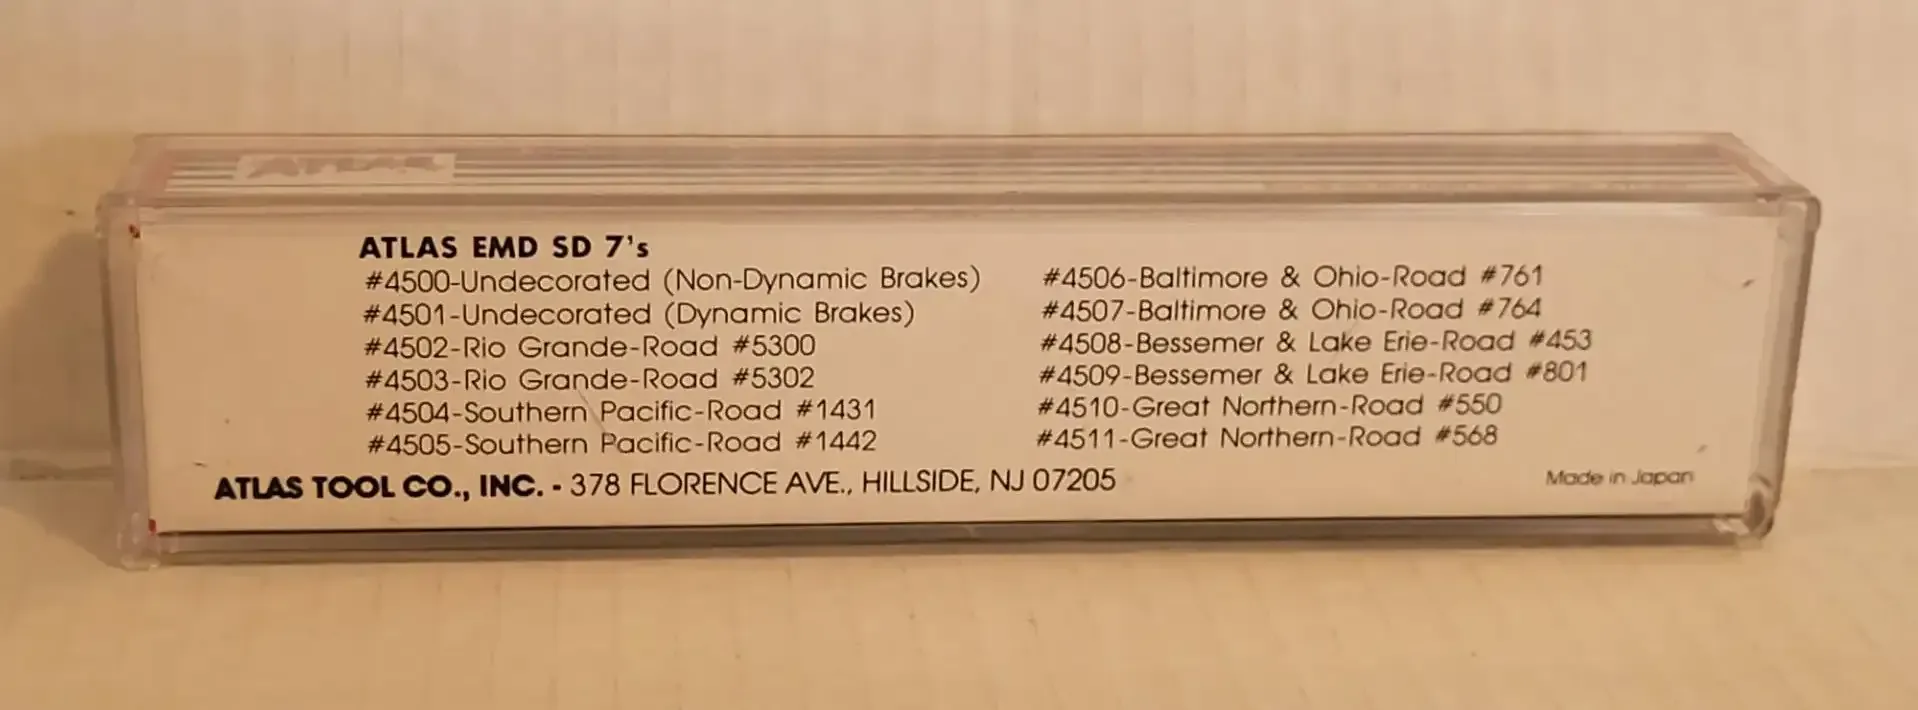 ATLAS
ATLAS EMD SD 7's
#4500-Undecorated (Non-Dynamic Brakes)
#4501-Undecorated (Dynamic Brakes)
#4502-Rio Grande-Road #5300
#4503-Rio Grande-Road #5302
#4504-Southern Pacific-Road #1431
#4505-Southern Pacific-Road #1442
#4506-Baltimore & Ohio-Road #761
#4507-Baltimore & Ohio-Road #764
#4508-Bessemer & Lake Erie-Road #453
#4509-Bessemer & Lake Erie-Road #801
#4510-Great Northern-Road #550
#4511-Great Northern-Road #568
ATLAS TOOL CO., INC. - 378 FLORENCE AVE., HILLSIDE, NJ 07205
Made in Japan